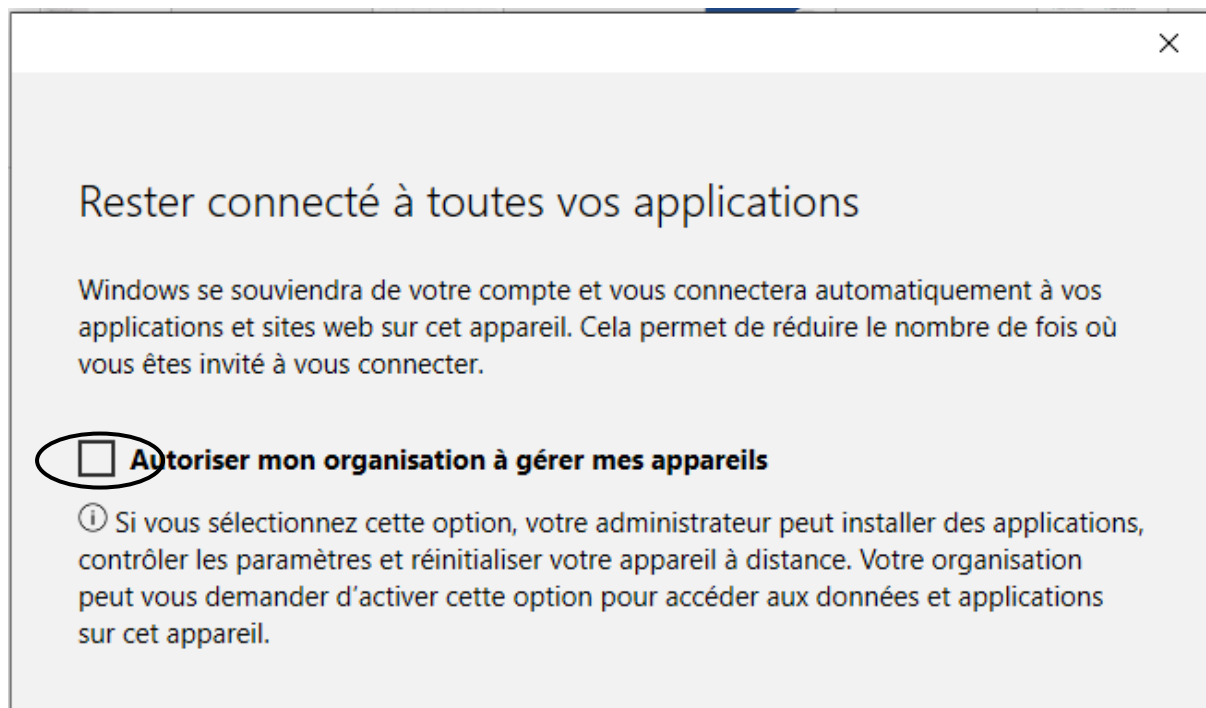 Rester connecté à toutes vos applications
Windows se souviendra de votre compte et vous connectera automatiquement à vos
applications et sites web sur cet appareil. Cela permet de réduire le nombre de fois où
vous êtes invité à vous connecter.
Autoriser mon organisation à gérer mes appareils
Si vous sélectionnez cette option, votre administrateur peut installer des applications,
contrôler les paramètres et réinitialiser votre appareil à distance. Votre organisation
peut vous demander d’activer cette option pour accéder aux données et applications
sur cet appareil.